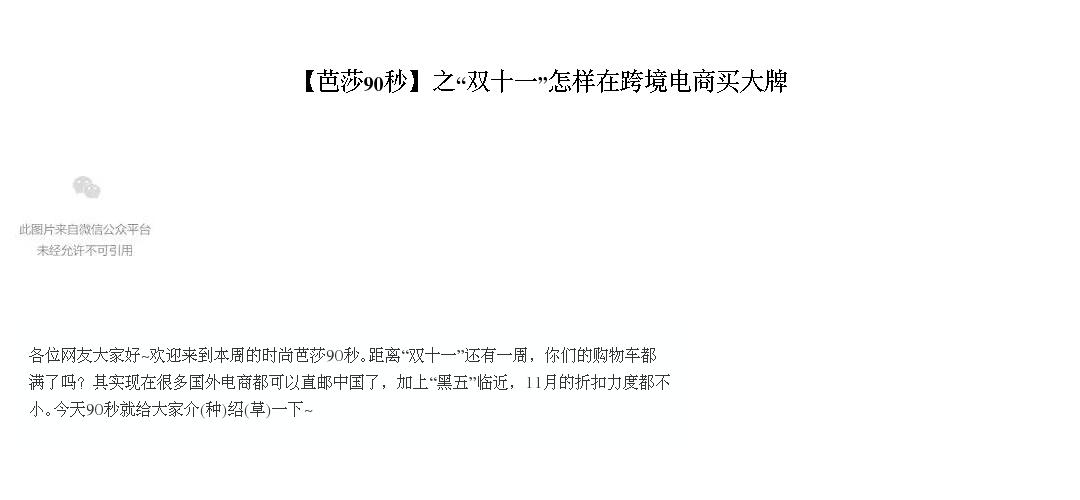 【芭莎90秒】之“双十一”怎样在跨境电商买大牌
此图片来自微信公众平台
未经允许不可引用
各位网友大家好~欢迎来到本周的时尚芭莎90秒。距离“双十一”还有一周，你们的购物车都
满了吗？其实现在很多国外电商都可以直邮中国了，加上“黑五”临近，11月的折扣力度都不
小。今天90秒就给大家介(种)绍(草)一下~